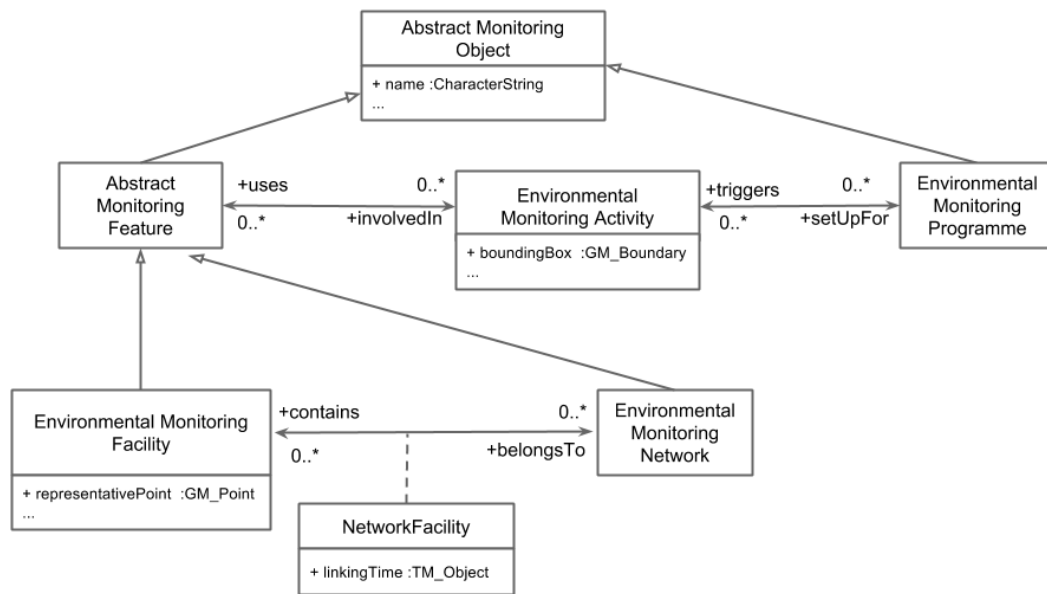 Abstract Monitoring
Object
+ name :CharacterString
...
Abstract
Monitoring
Feature
+uses
0..*
0..*
+involvedIn
Environmental
Monitoring Activity
+ boundingBox :GM_Boundary
...
+triggers
0..*
0..*
+setUpFor
Environmental
Monitoring
Programme
Environmental Monitoring
Facility
+ representativePoint :GM_Point
...
+contains
0..*
0..*
+belongsTo
Environmental
Monitoring
Network
NetworkFacility
+ linkingTime :TM_Object